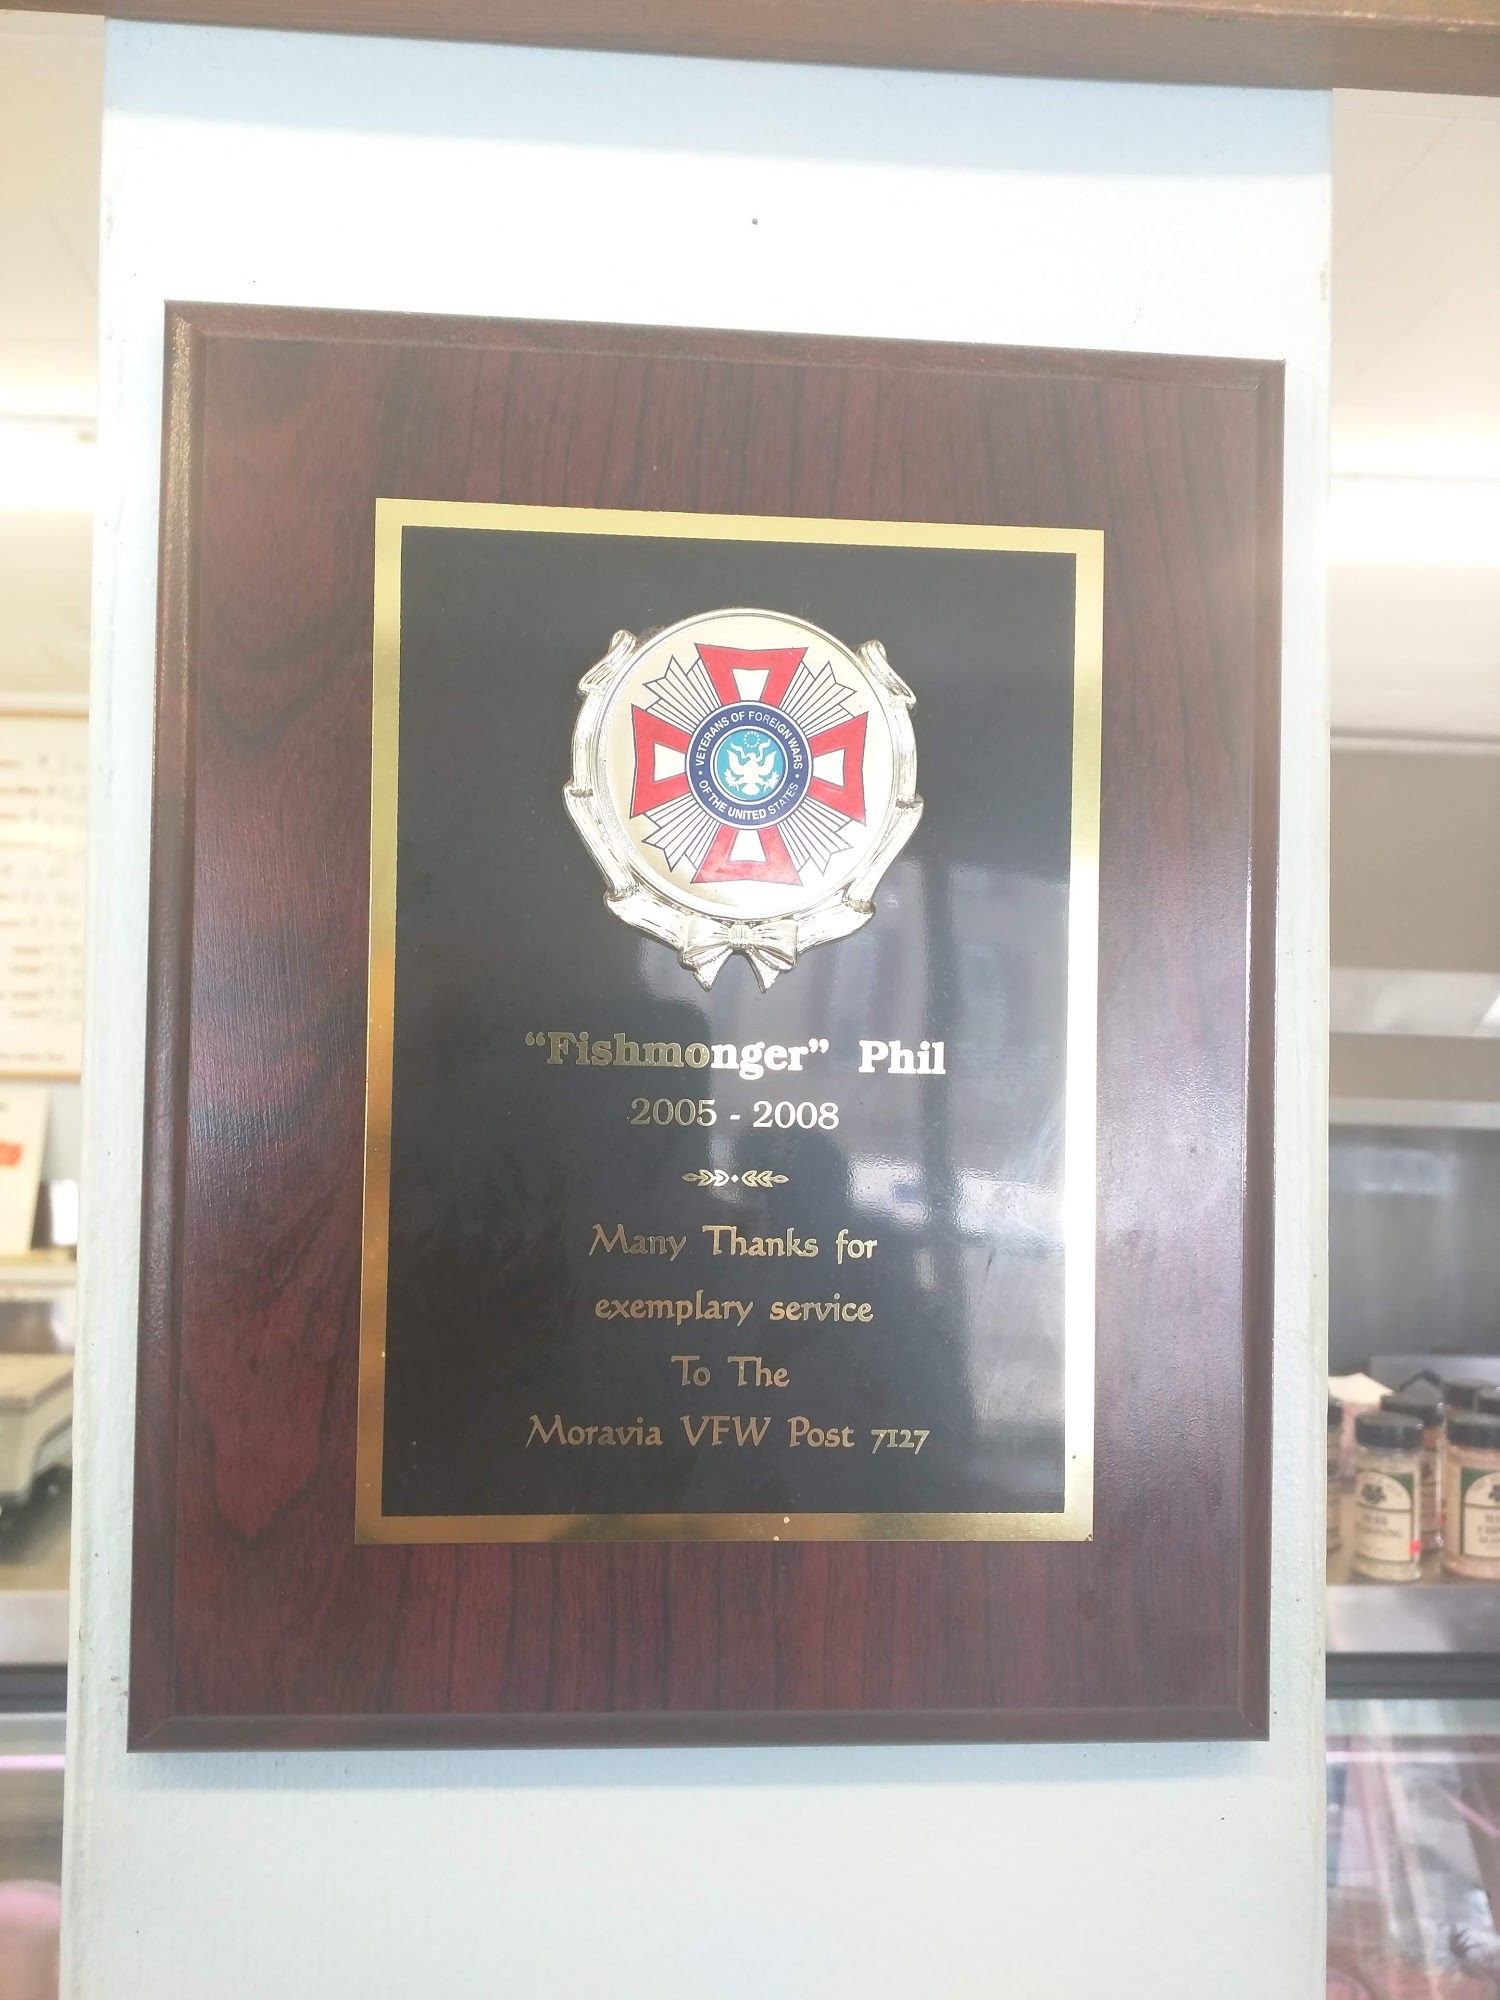 VETERANS OF FOREIGN WARS
OF THE UNITED STATES
“Fishmonger” Phil
2005 - 2008
Many Thanks for
exemplary service
To The
Moravia VFW Post 7127